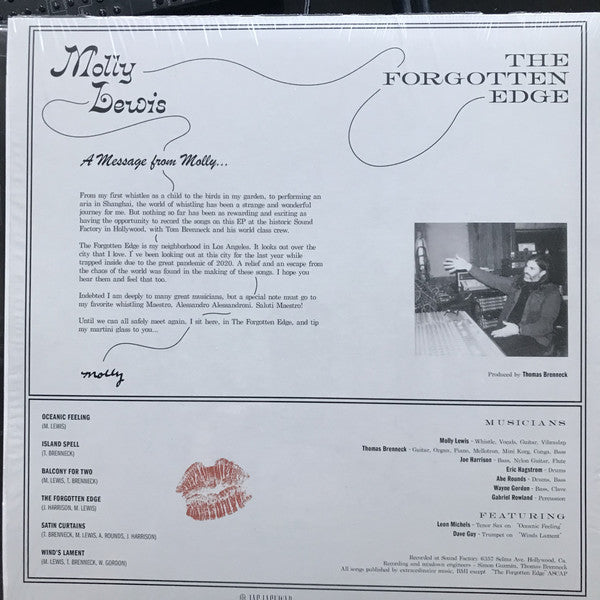 Molly
Lewis
THE
FORGOTTEN
EDGE
A Message from Molly...
From my first whistles as a child to the birds in my garden, to performing an
aria in Shanghai, the world of whistling has been a strange and wonderful
journey for me. But nothing so far has been as rewarding and exciting as
having the opportunity to record the songs on this EP at the historic Sound
Factory in Hollywood, with Tom Brenneck and his world class crew.
The Forgotten Edge is my neighborhood in Los Angeles. It looks out over the
city that I love. I've been looking out at this city for the last year while
trapped inside due to the great pandemic of 2020. A relief and an escape from
the chaos of the world was found in the making of these songs. I hope you
hear them and feel that too.
Indebted I am deeply to many great musicians, but a special note must go to
my favorite whistling Maestro, Alessandro Alessandroni. Saluti Maestro!
Until we can all safely meet again, I sit here, in The Forgotten Edge, and tip
my martini glass to you...
Molly
Produced by Thomas Brenneck
OCEANIC FEELING
(M. LEWIS)
ISLAND SPELL
(T. BRENNECK)
BALCONY FOR TWO
(M. LEWIS, T. BRENNECK)
THE FORGOTTEN EDGE
(J. HARRISON, M. LEWIS)
SATIN CURTAINS
(T. BRENNECK, M. LEWIS, A. ROUNDS, J. HARRISON)
WIND'S LAMENT
(M. LEWIS, T. BRENNECK, W. GORDON)
MUSICIANS
Molly Lewis - Whistle, Vocals, Guitar, Vibraslap
Thomas Brenneck - Guitar, Organ, Piano, Mellotron, Mini Korg, Conga, Bass
Joe Harrison - Bass, Nylon Guitar, Flute
Eric Hagstrom - Drums
Abe Rounds - Drums, Bass
Wayne Gordon - Bass, Clave
Gabriel Rowland - Percussion
FEATURING
Leon Michels - Tenor Sax on "Oceanic Feeling"
Dave Guy - Trumpet on "Winds Lament"
Recorded at Sound Factory 6357 Selma Ave. Hollywood, Ca.
Recording and mixdown engineers - Simon Guzmán, Thomas Brenneck
All songs published by extraordinaire music, BMI except "The Forgotten Edge" ASCAP